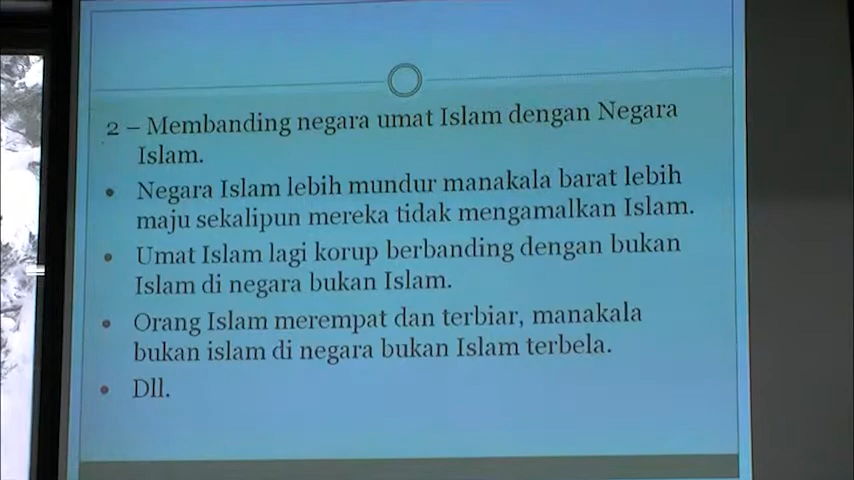 2 – Membanding negara umat Islam dengan Negara
Islam.
• Negara Islam lebih mundur manakala barat lebih
maju sekalipun mereka tidak mengamalkan Islam.
• Umat Islam lagi korup berbanding dengan bukan
Islam di negara bukan Islam.
• Orang Islam merempat dan terbiar, manakala
bukan islam di negara bukan Islam terbela.
• Dll.